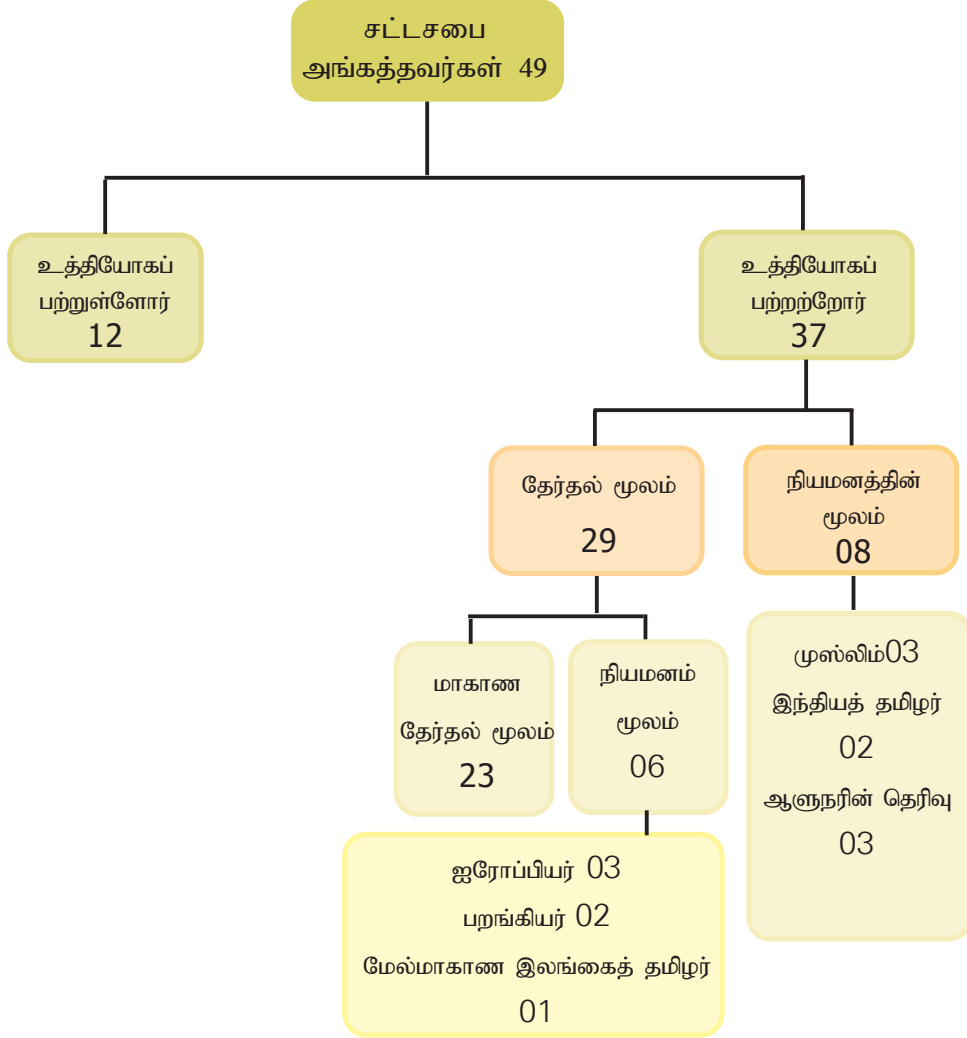 சட்டசபை
அங்கத்தவர்கள் 49
உத்தியோகப்
பற்றுள்ளோர்
12
உத்தியோகப்
பற்றற்றோர்
37
தேர்தல் மூலம்
29
நியமனத்தின்
மூலம்
08
மாகாண
தேர்தல் மூலம்
23
நியமனம்
மூலம்
06
முஸ்லிம்03
இந்தியத் தமிழர்
02
ஆளுநரின் தெரிவு
03
ஐரோப்பியர் 03
பறங்கியர் 02
மேல்மாகாண இலங்கைத் தமிழர்
01